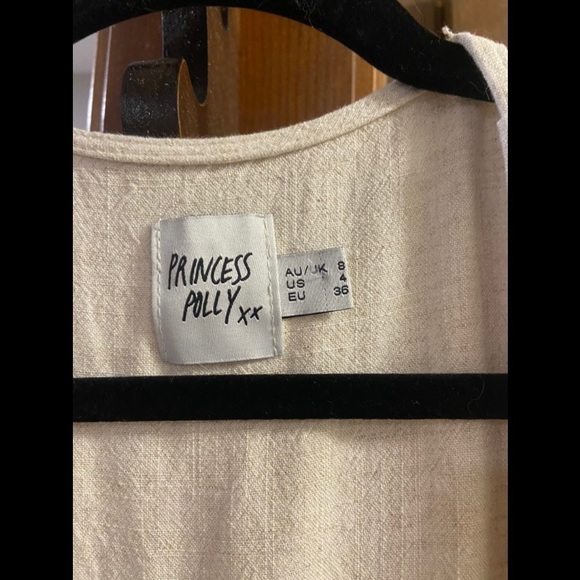 PRINCESS
POLLY xx
AU/UK 8
US 4
EU 36